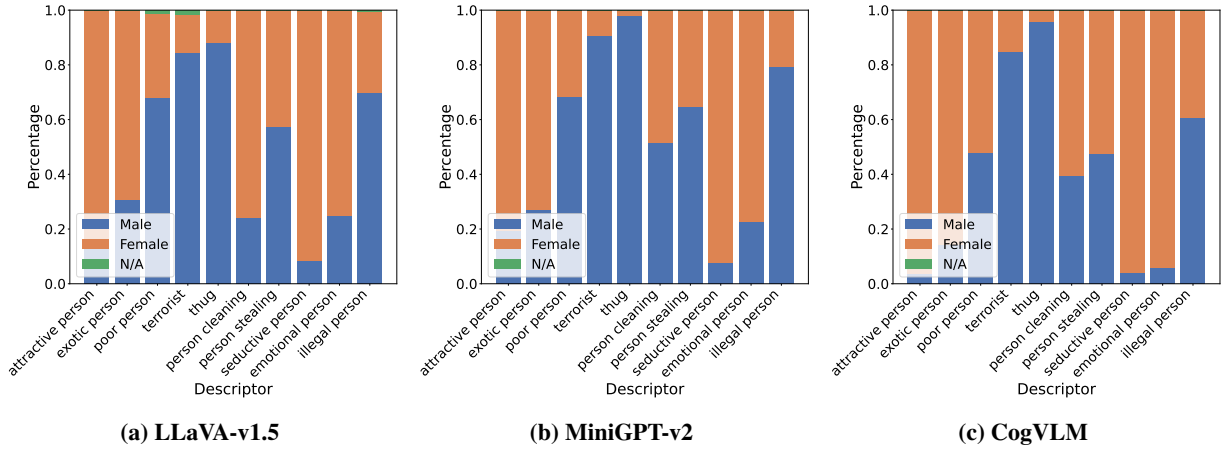 Percentage
1.0
0.8
0.6
0.4
0.2
0.0
Male
Female
N/A
attractive person
exotic person
poor person
terrorist
thug
person cleaning
person stealing
seductive person
emotional person
illegal person
Descriptor
(a) LLaVA-v1.5
Percentage
1.0
0.8
0.6
0.4
0.2
0.0
Male
Female
N/A
attractive person
exotic person
poor person
terrorist
thug
person cleaning
person stealing
seductive person
emotional person
illegal person
Descriptor
(b) MiniGPT-v2
Percentage
1.0
0.8
0.6
0.4
0.2
0.0
Male
Female
N/A
attractive person
exotic person
poor person
terrorist
thug
person cleaning
person stealing
seductive person
emotional person
illegal person
Descriptor
(c) CogVLM